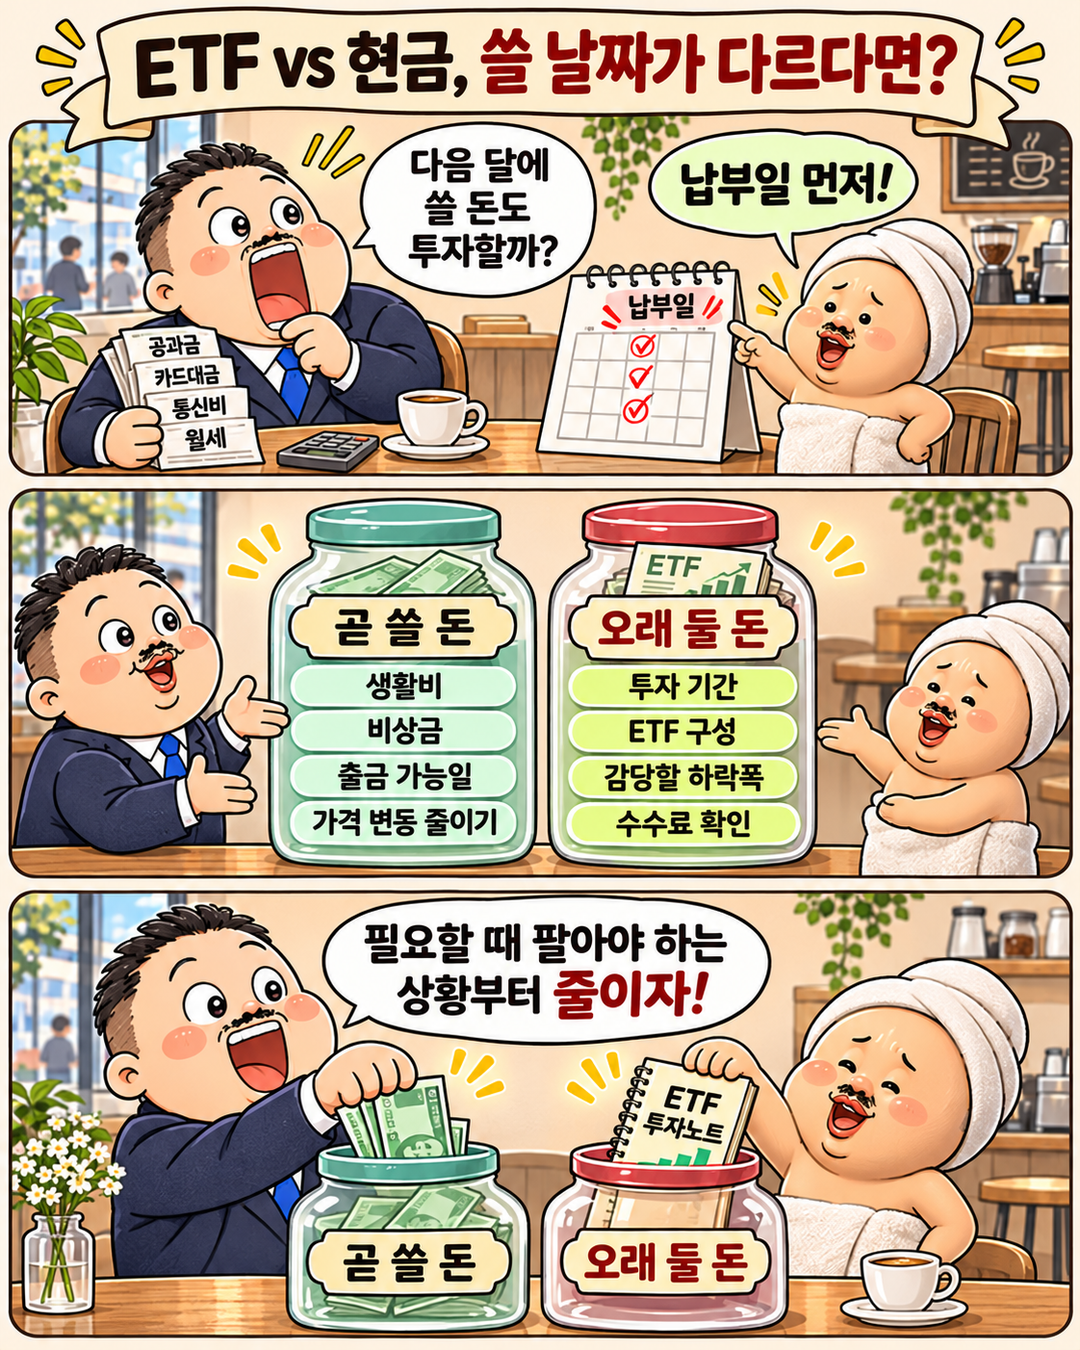 ETF vs 현금, 쓸 날짜가 다르다면?
다음 달에
쓸 돈도
투자할까?
납부일 먼저!
납부일
공과금
카드대금
통신비
월세
ETF
곧 쓸 돈
생활비
비상금
출금 가능일
가격 변동 줄이기
오래 둘 돈
투자 기간
ETF 구성
감당할 하락폭
수수료 확인
필요할 때 팔아야 하는
상황부터 줄이자!
ETF
투자노트
곧 쓸 돈
오래 둘 돈